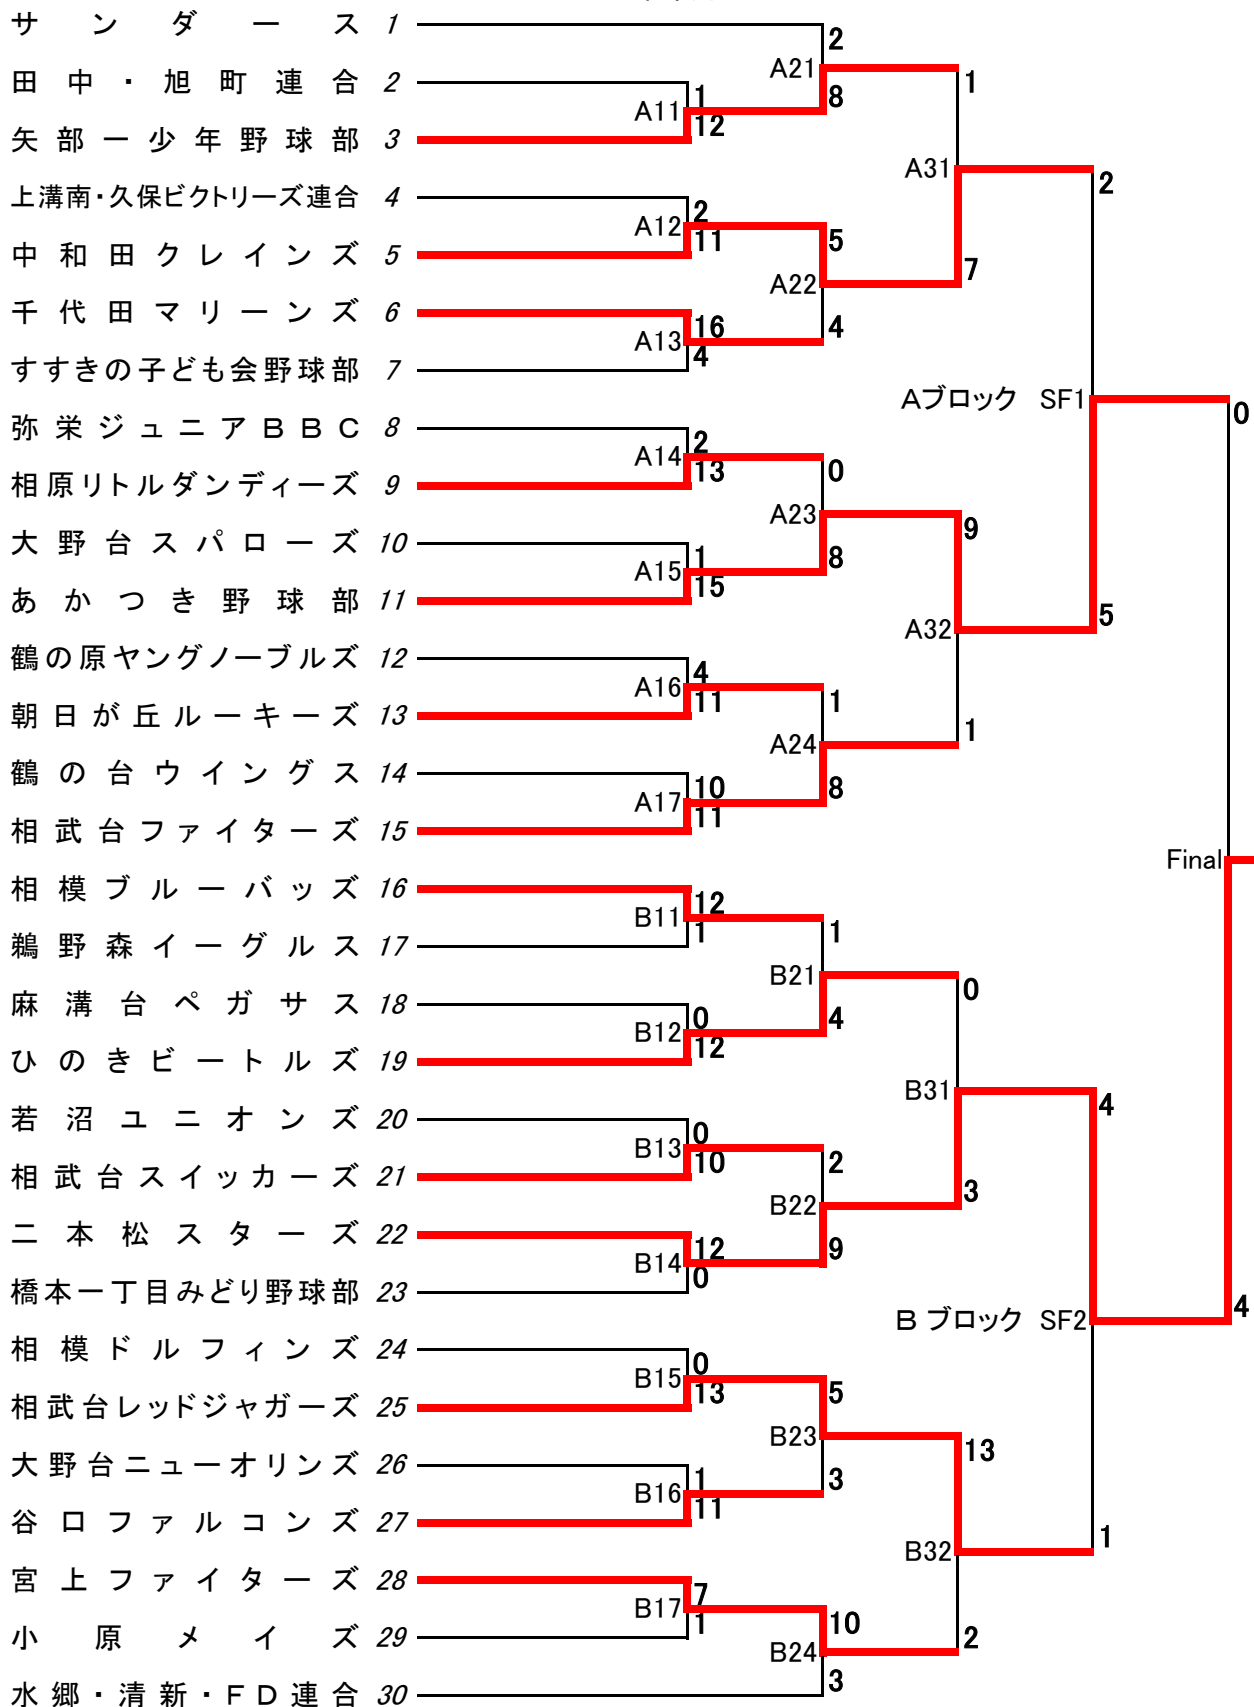 サンダース 1
2
A21
1
田中・旭町連合 2
1
8
A11
12
矢部一少年野球部 3
A31
2
上溝南・久保ビクトリーズ連合 4
2
A12
11
5
中和田クレインズ 5
7
A22
千代田マリーンズ 6
16
4
A13
4
すすきの子ども会野球部 7
Aブロック SF1
0
弥栄ジュニアＢＢＣ 8
2
A14
13
0
相原リトルダンディーズ 9
A23
9
大野台スパローズ 10
1
8
A15
15
あかつき野球部 11
5
A32
鶴の原ヤングノーブルズ 12
4
A16
11
1
朝日が丘ルーキーズ 13
1
A24
鶴の台ウイングス 14
10
8
A17
11
相武台ファイターズ 15
Final
相模ブルーバッズ 16
12
B11
1
1
鵜野森イーグルス 17
B21
0
麻溝台ペガサス 18
0
4
B12
12
ひのきビートルズ 19
B31
4
若沼ユニオンズ 20
0
B13
10
2
相武台スイッカーズ 21
3
B22
二本松スターズ 22
12
9
B14
0
橋本一丁目みどり野球部 23
4
B ブロック SF2
相模ドルフィンズ 24
0
B15
13
5
相武台レッドジャガーズ 25
B23
13
大野台ニューオリンズ 26
1
3
B16
11
谷口ファルコンズ 27
1
B32
宮上ファイターズ 28
7
B17
1
10
小原メイズ 29
2
B24
3
水郷・清新・ＦＤ連合 30